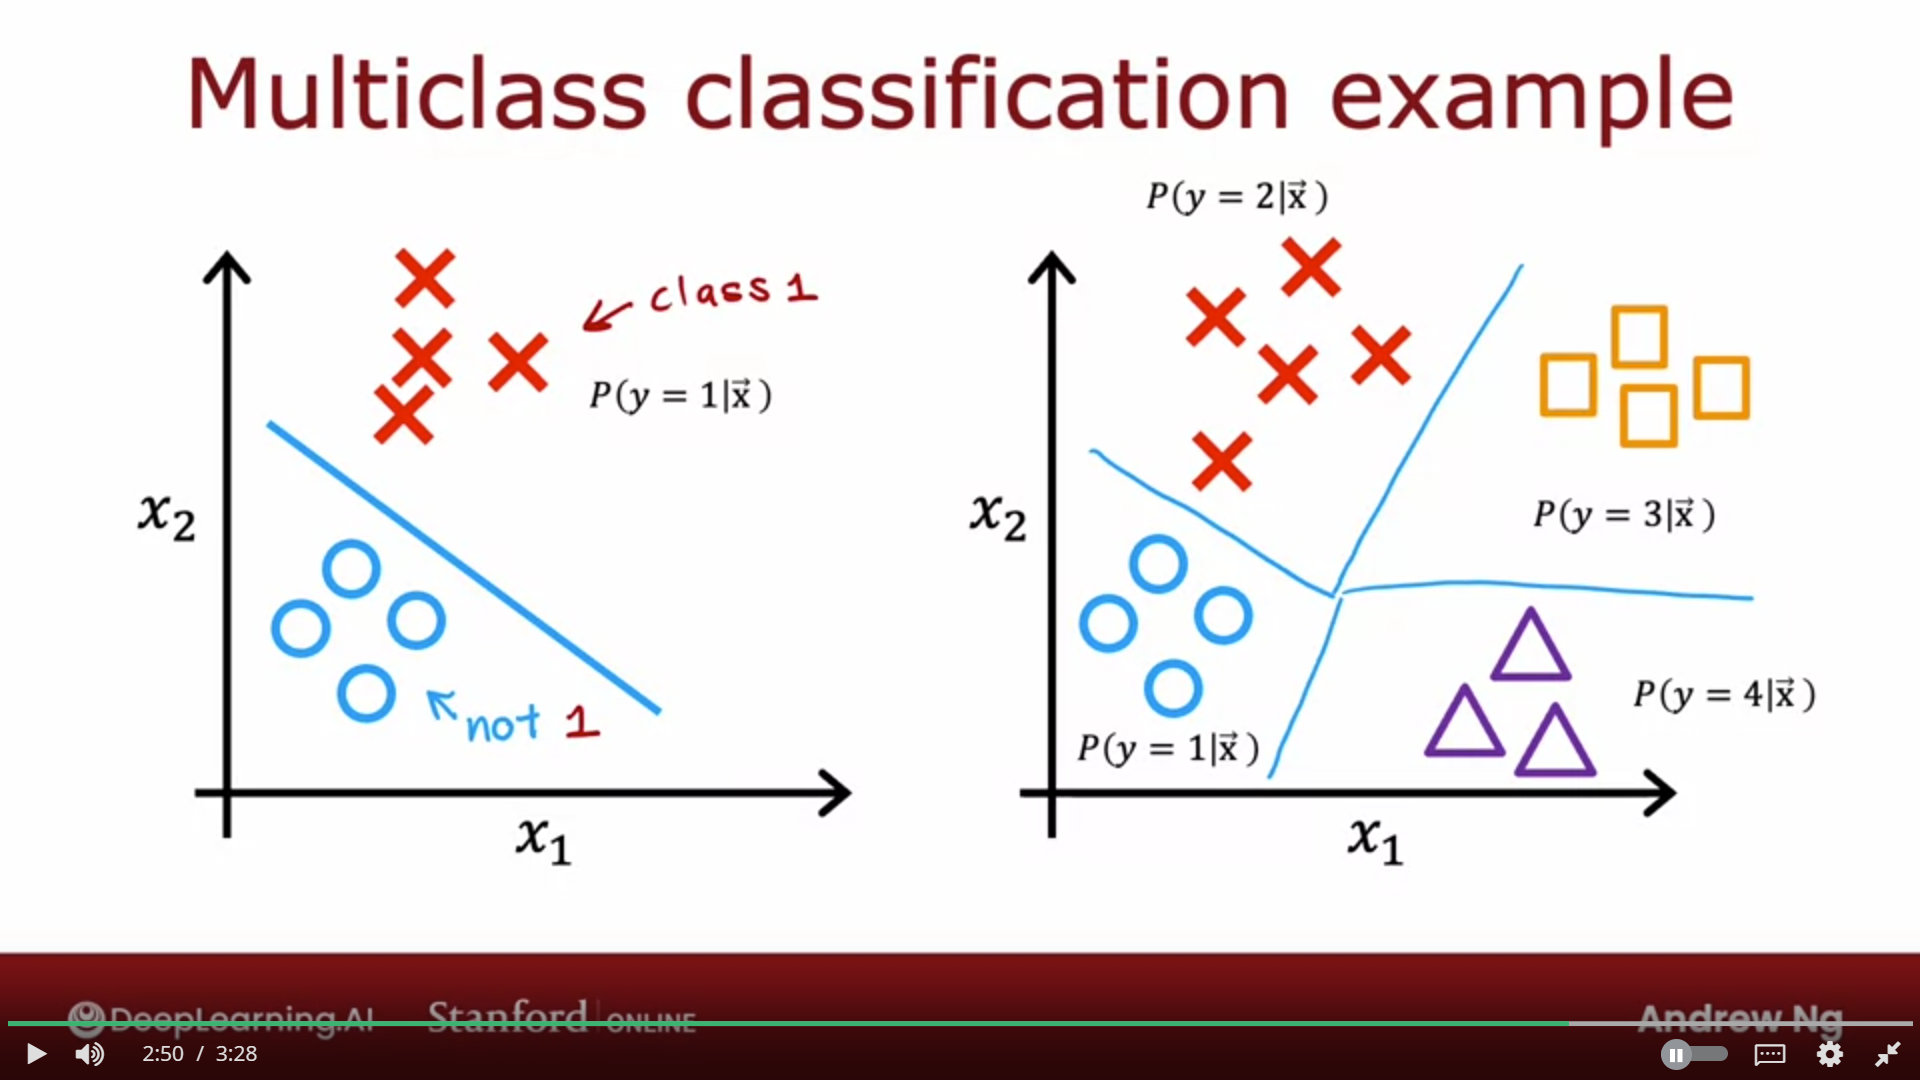 Multiclass classification example
class 1
P(y = 1|x⃗ )
x₂
not 1
x₁
P(y = 2|x⃗ )
P(y = 3|x⃗ )
x₂
P(y = 4|x⃗ )
P(y = 1|x⃗ )
x₁
DeepLearning.AI Stanford | ONLINE Andrew Ng
2:50 / 3:28